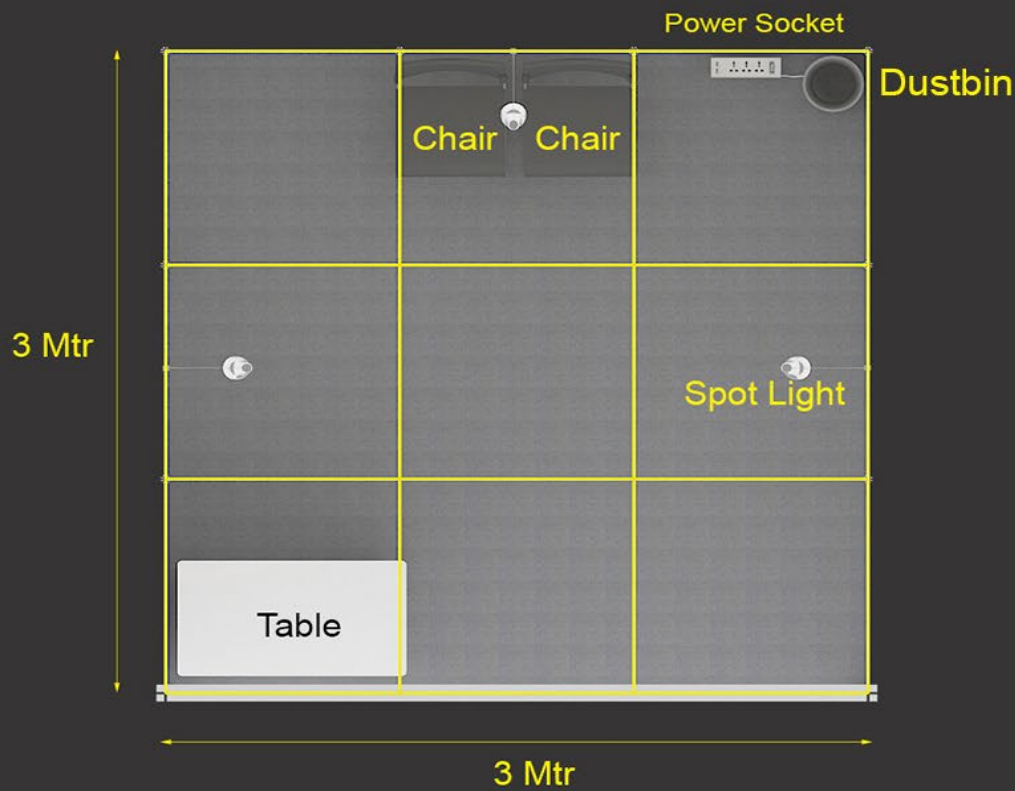 Power Socket
Dustbin
Chair
Chair
3 Mtr
Spot Light
Table
3 Mtr